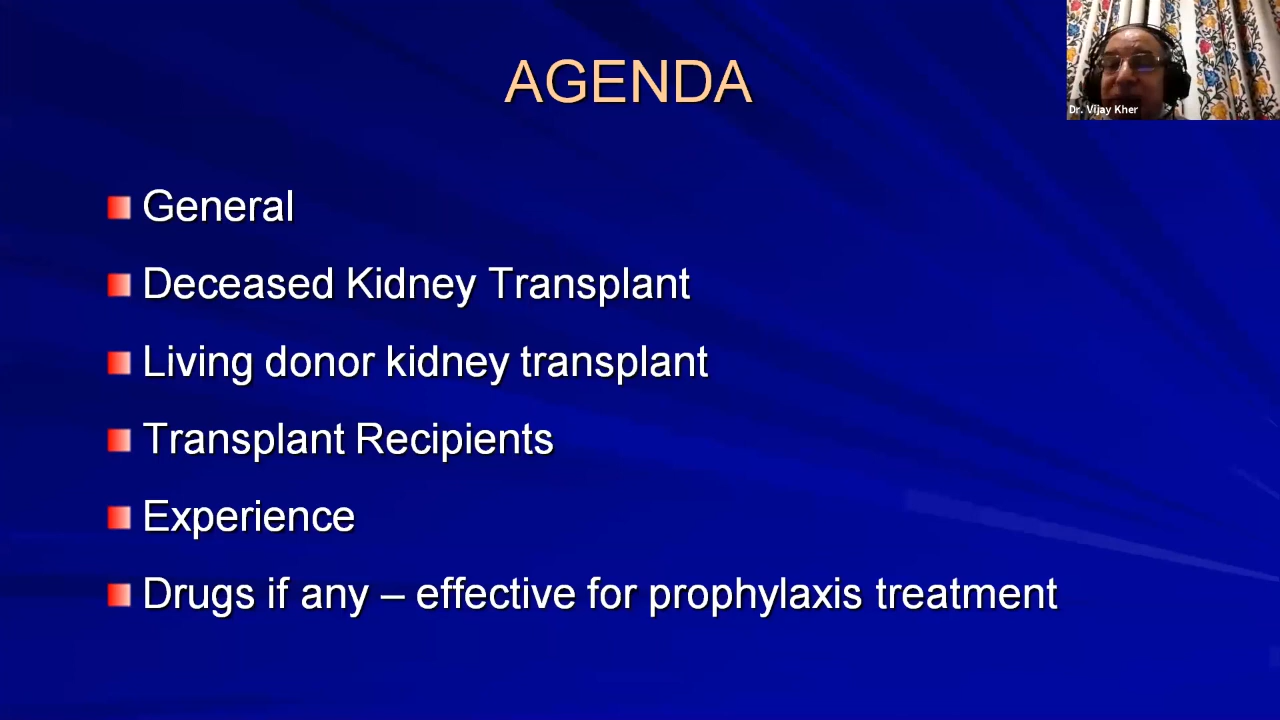 AGENDA
Dr. Vijay Kher
General
Deceased Kidney Transplant
Living donor kidney transplant
Transplant Recipients
Experience
Drugs if any – effective for prophylaxis treatment